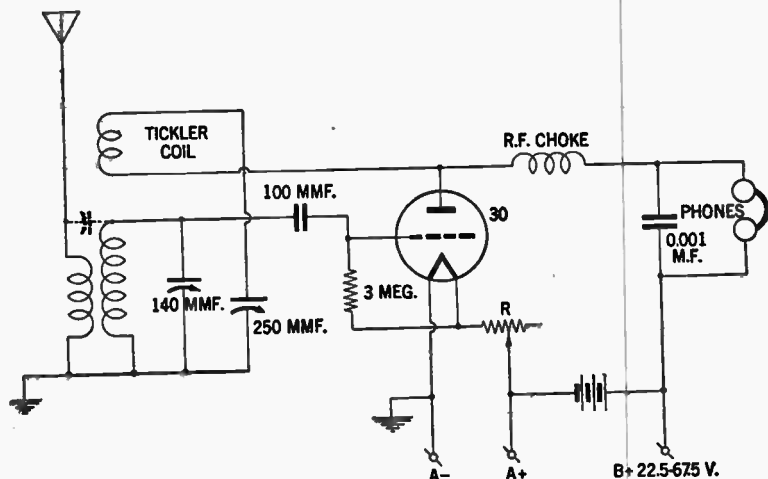 TICKLER
COIL
R.F. CHOKE
100 MMF.
30
PHONES
0.001
M.F.
3 MEG.
R
140 MMF.
250 MMF.
A-
A+
B+ 22.5-67.5 V.